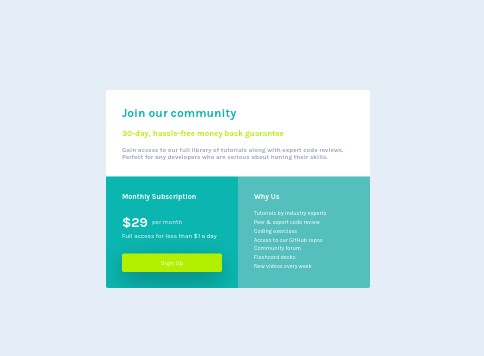 Join our community
30-day, hassle-free money back guarantee
Gain access to our full library of tutorials along with expert code reviews.
Perfect for any developers who are serious about honing their skills.
Monthly Subscription
$29 per month
Full access for less than $1 a day
Sign Up
Why Us
Tutorials by industry experts
Peer & expert code review
Coding exercises
Access to our GitHub repos
Community forum
Flashcard decks
New videos every week